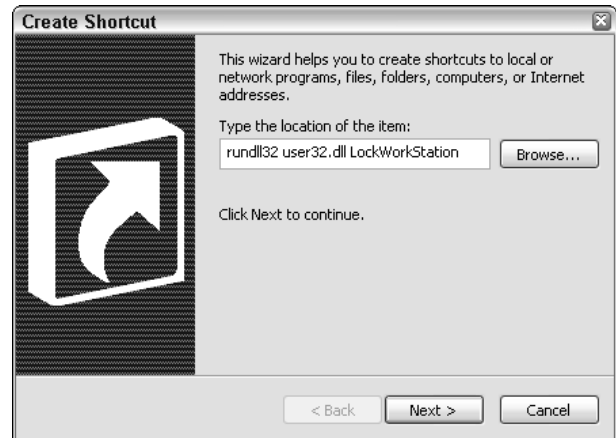 Create Shortcut
This wizard helps you to create shortcuts to local or
network programs, files, folders, computers, or Internet
addresses.
Type the location of the item:
rundll32 user32.dll LockWorkStation
Browse...
Click Next to continue.
< Back
Next >
Cancel